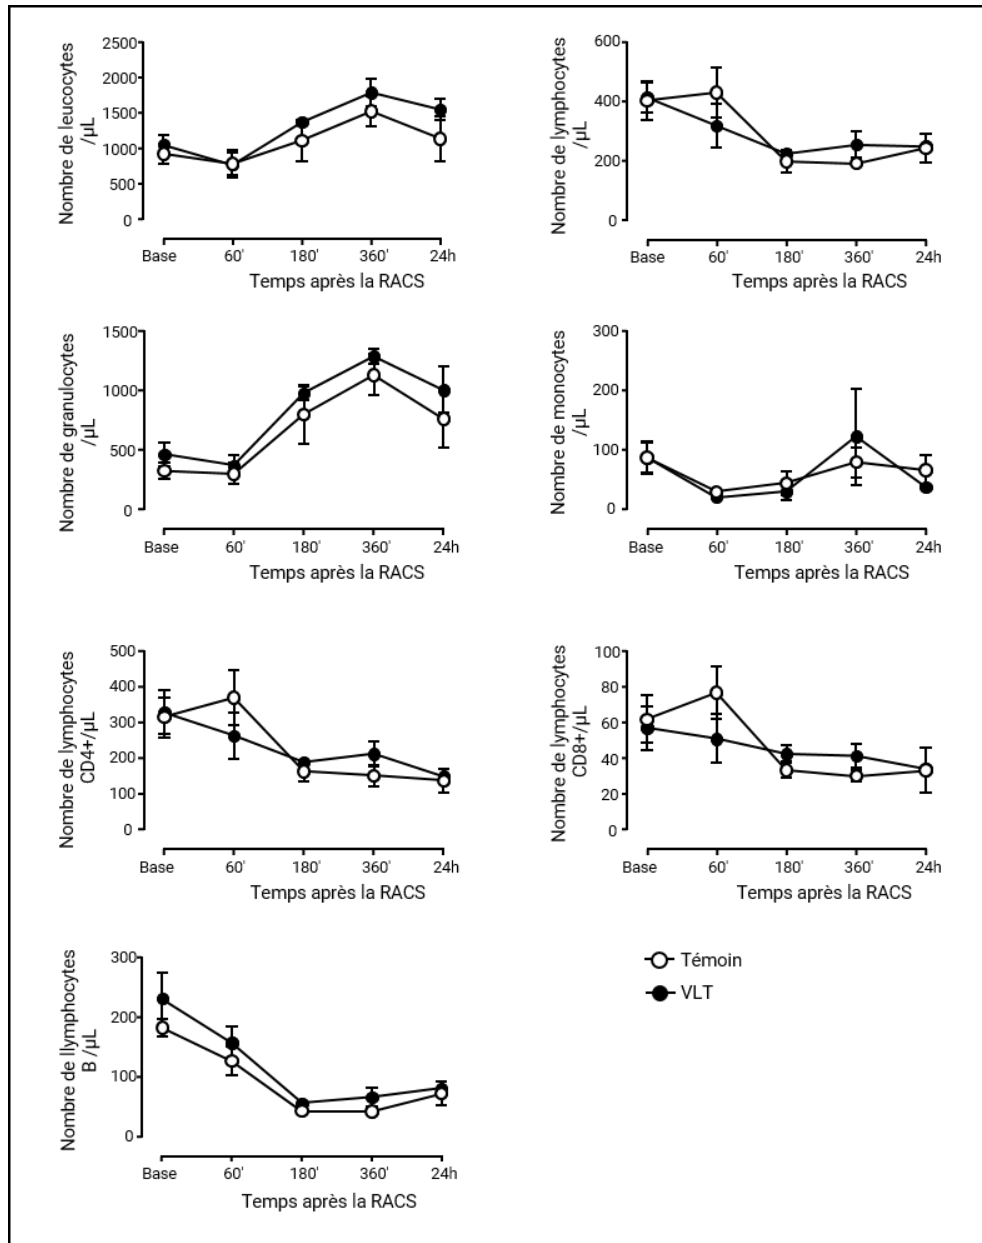 Nombre de leucocytes
/µL
2500
2000
1500
1000
500
0
Base 60' 180' 360' 24h
Temps après la RACS
Nombre de lymphocytes
/µL
600
400
200
0
Base 60' 180' 360' 24h
Temps après la RACS
Nombre de granulocytes
/µL
1500
1000
500
0
Base 60' 180' 360' 24h
Temps après la RACS
Nombre de monocytes
/µL
300
200
100
0
Base 60' 180' 360' 24h
Temps après la RACS
Nombre de lymphocytes
CD4+/µL
500
400
300
200
100
0
Base 60' 180' 360' 24h
Temps après la RACS
Nombre de lymphocytes
CD8+/µL
100
80
60
40
20
0
Base 60' 180' 360' 24h
Temps après la RACS
Nombre de llymphocytes
B /µL
300
200
100
0
Base 60' 180' 360' 24h
Temps après la RACS
Témoin
VLT